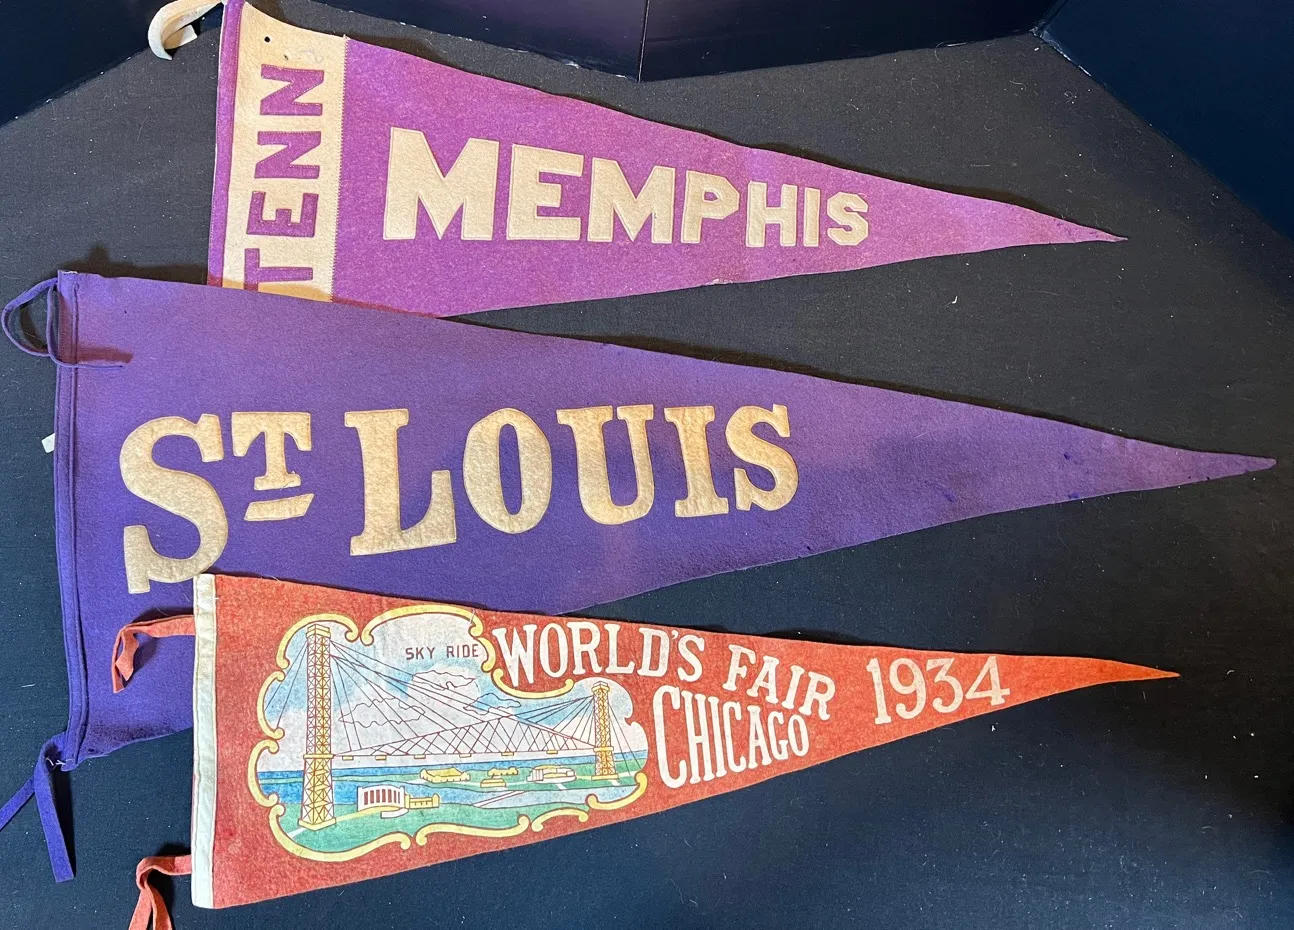 TENN
MEMPHIS
ST LOUIS
SKY RIDE
WORLD'S FAIR
CHICAGO
1934